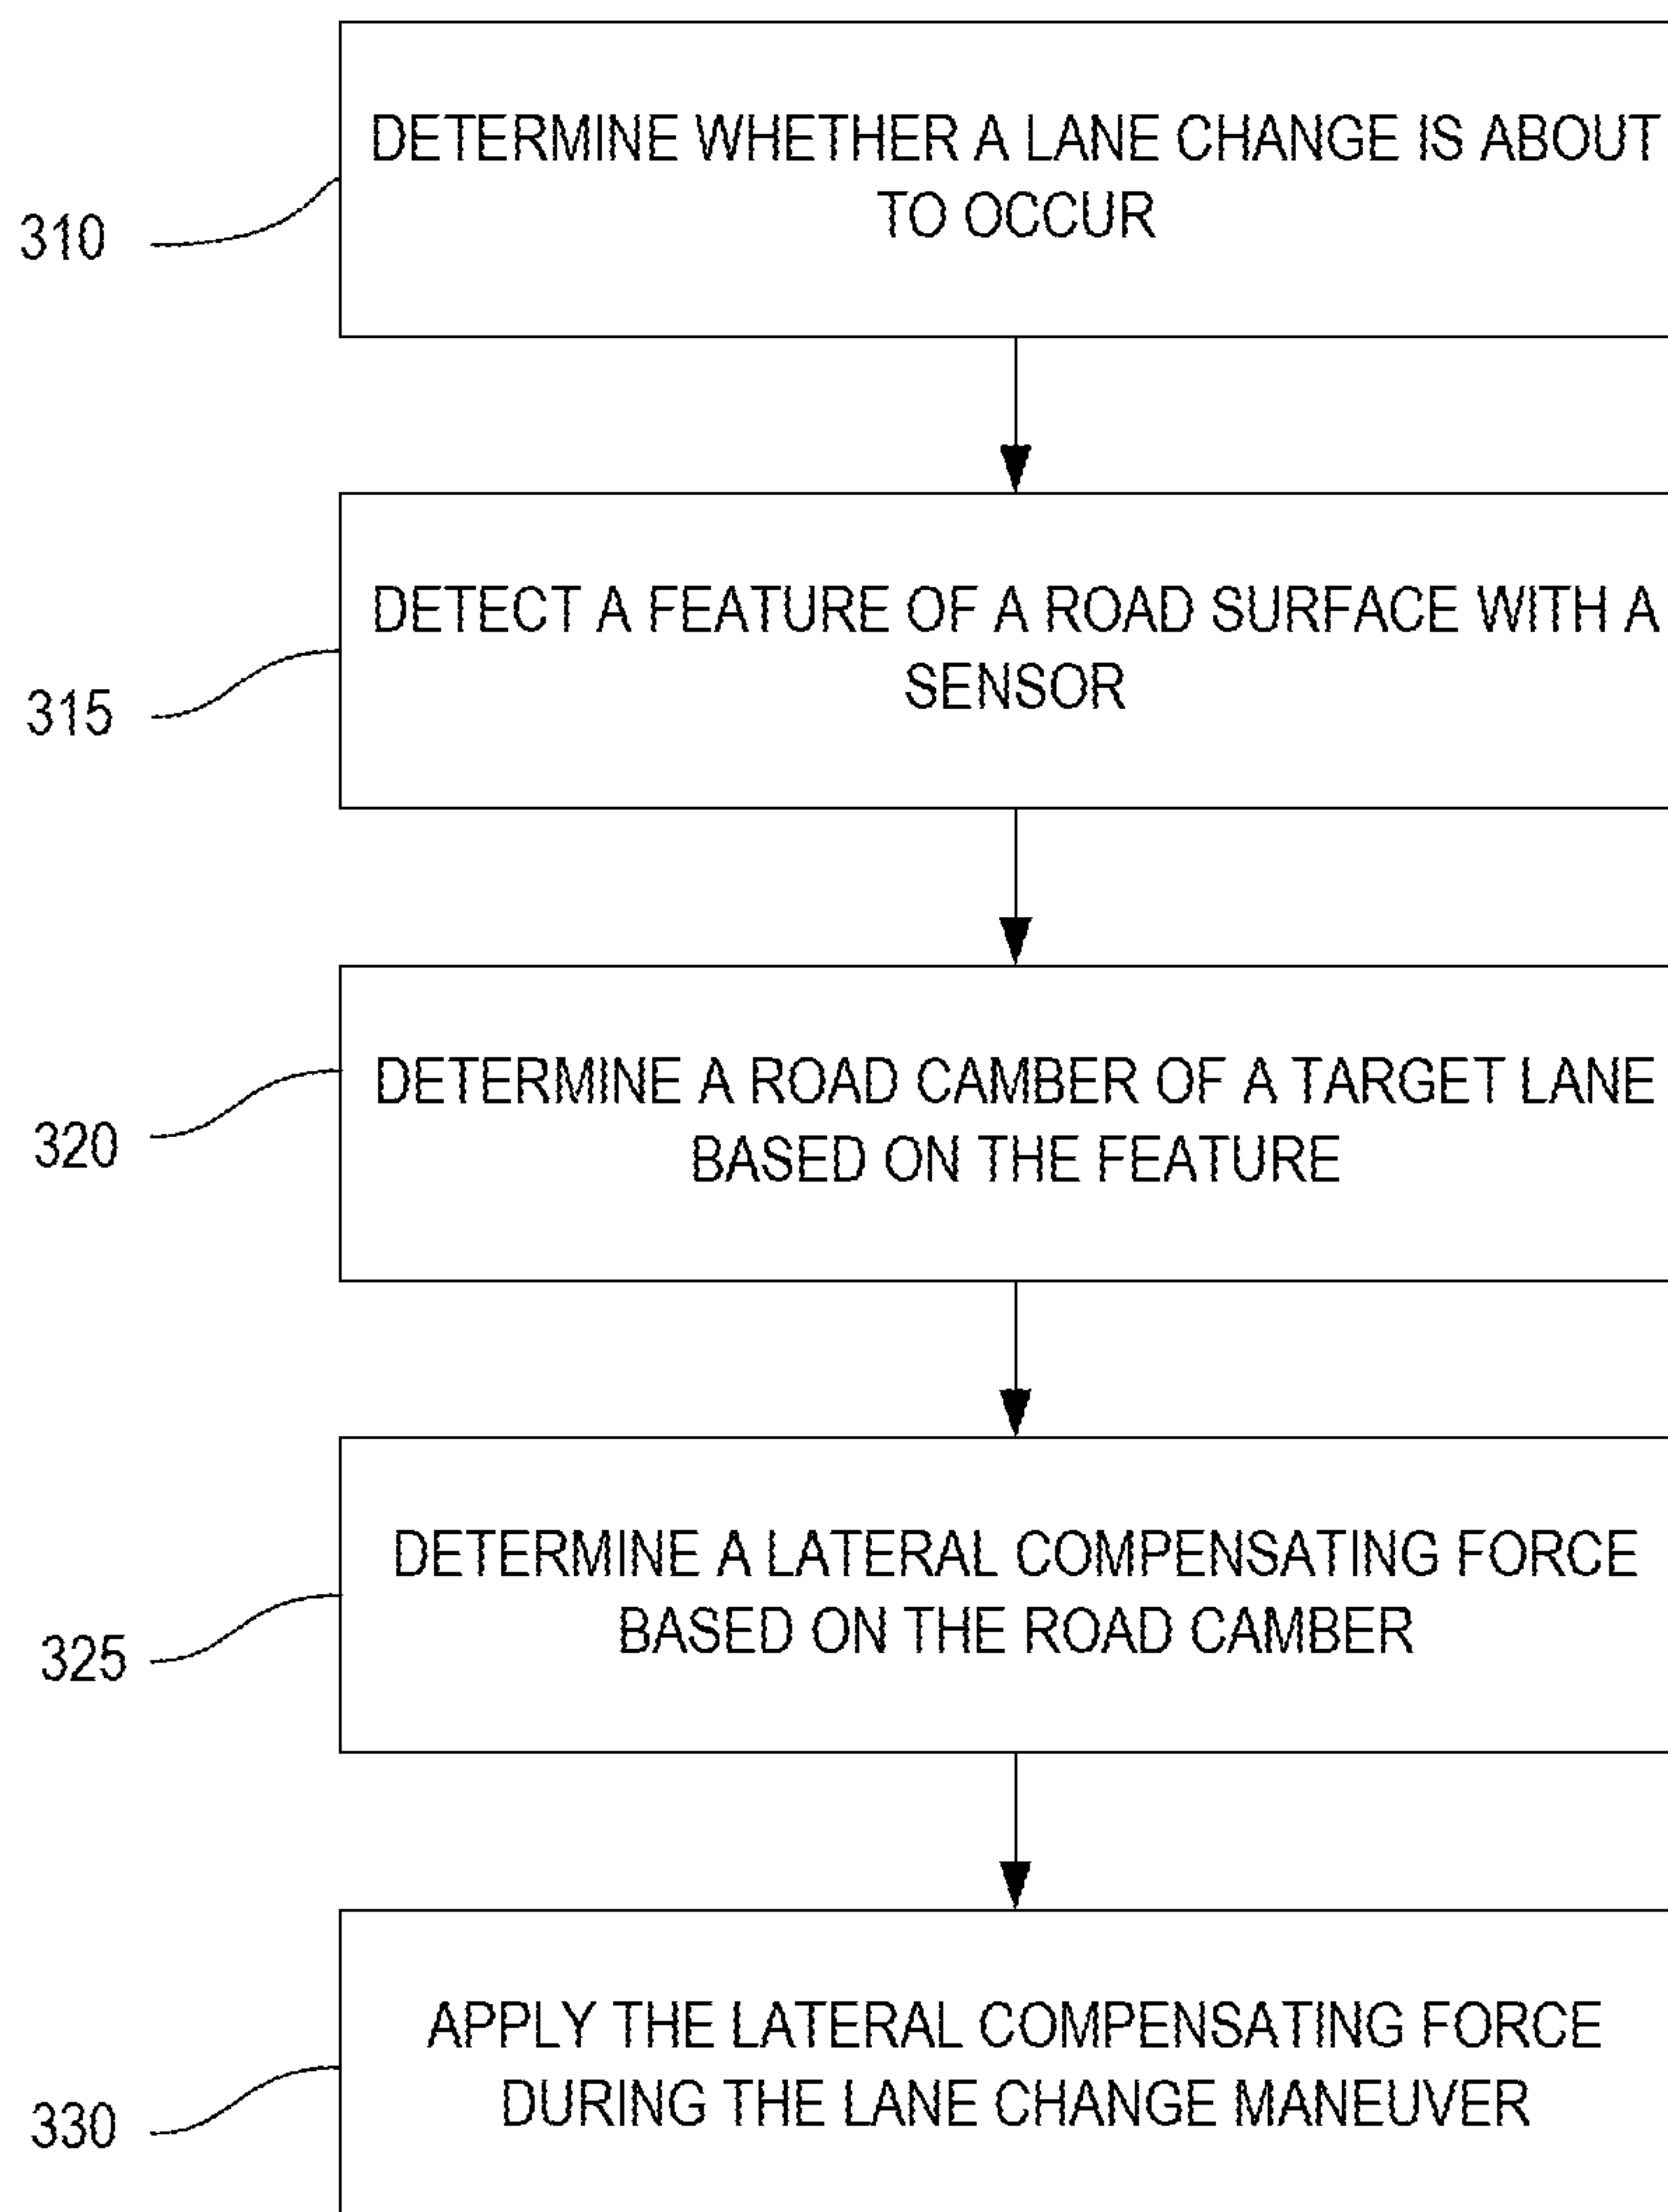 DETERMINE WHETHER A LANE CHANGE IS ABOUT
TO OCCUR
310
DETECT A FEATURE OF A ROAD SURFACE WITH A
SENSOR
315
DETERMINE A ROAD CAMBER OF A TARGET LANE
BASED ON THE FEATURE
320
DETERMINE A LATERAL COMPENSATING FORCE
BASED ON THE ROAD CAMBER
325
APPLY THE LATERAL COMPENSATING FORCE
DURING THE LANE CHANGE MANEUVER
330